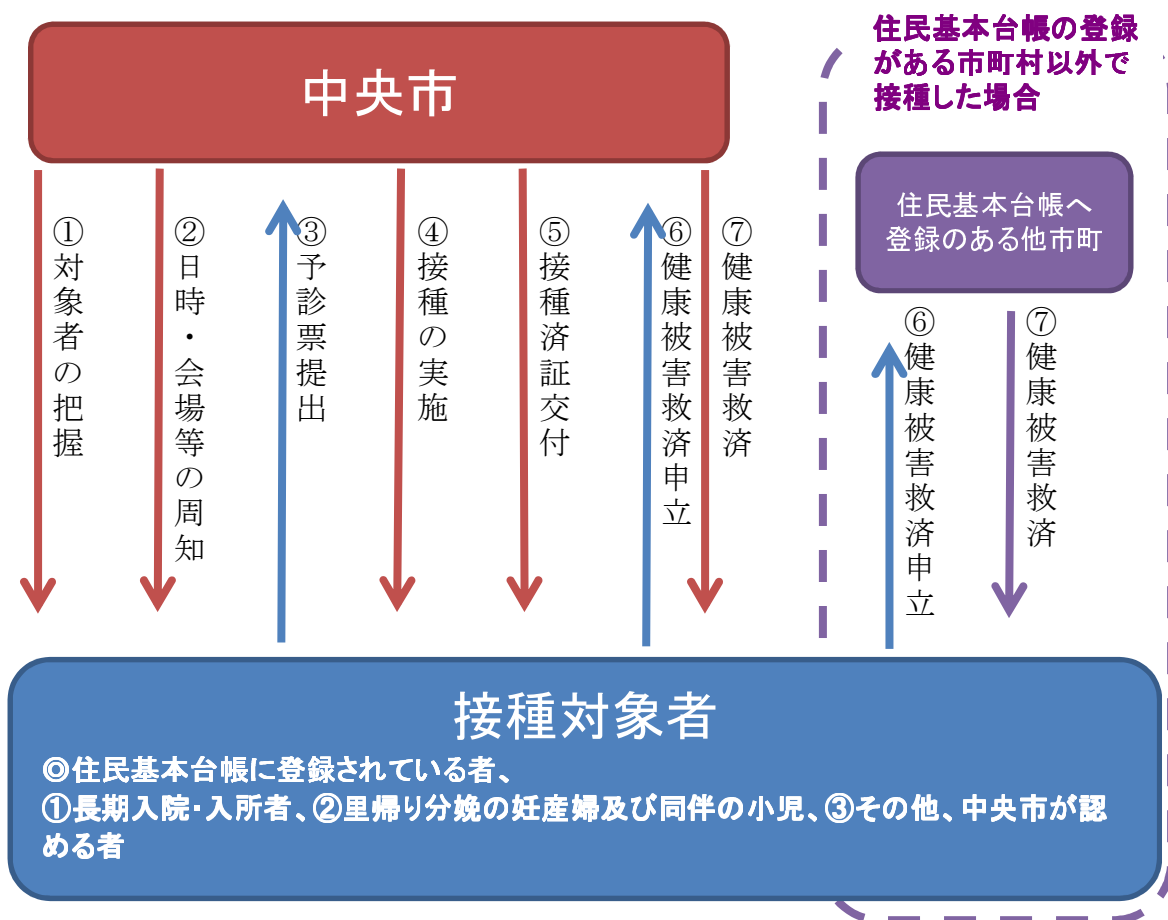 中央市
①対象者の把握
②日時・会場等の周知
③予診票提出
④接種の実施
⑤接種済証交付
⑥健康被害救済申立
⑦健康被害救済
住民基本台帳の登録
がある市町村以外で
接種した場合
住民基本台帳へ
登録のある他市町
⑥健康被害救済申立
⑦健康被害救済
接種対象者
◎住民基本台帳に登録されている者、
①長期入院・入所者、②里帰り分娩の妊産婦及び同伴の小児、③その他、中央市が認
める者